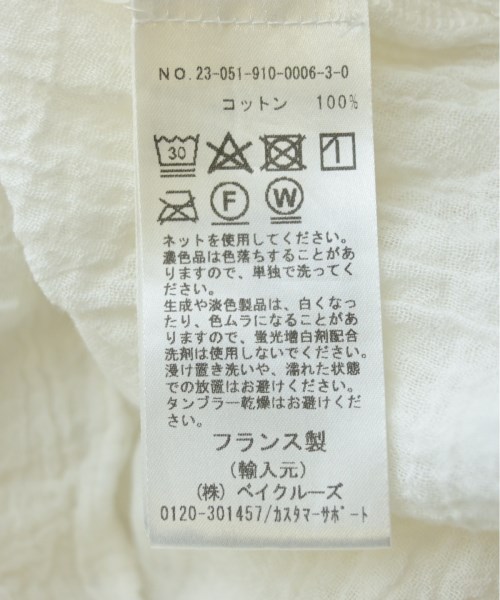 NO.23-051-910-0006-3-0
コットン 100%
30
F W
ネットを使用してください。
濃色品は色落ちすることがあ
りますので、単独で洗ってく
ださい。
生成や淡色製品は、白くなっ
たり、色ムラになることがあ
りますので、蛍光増白剤配合
洗剤は使用しないでください。
浸け置き洗いや、濡れた状態
での放置はお避けください。
タンブラー乾燥はお避けくだ
さい。
フランス製
(輸入元)
(株) ベイクルーズ
0120-301457/カスタマーサポート